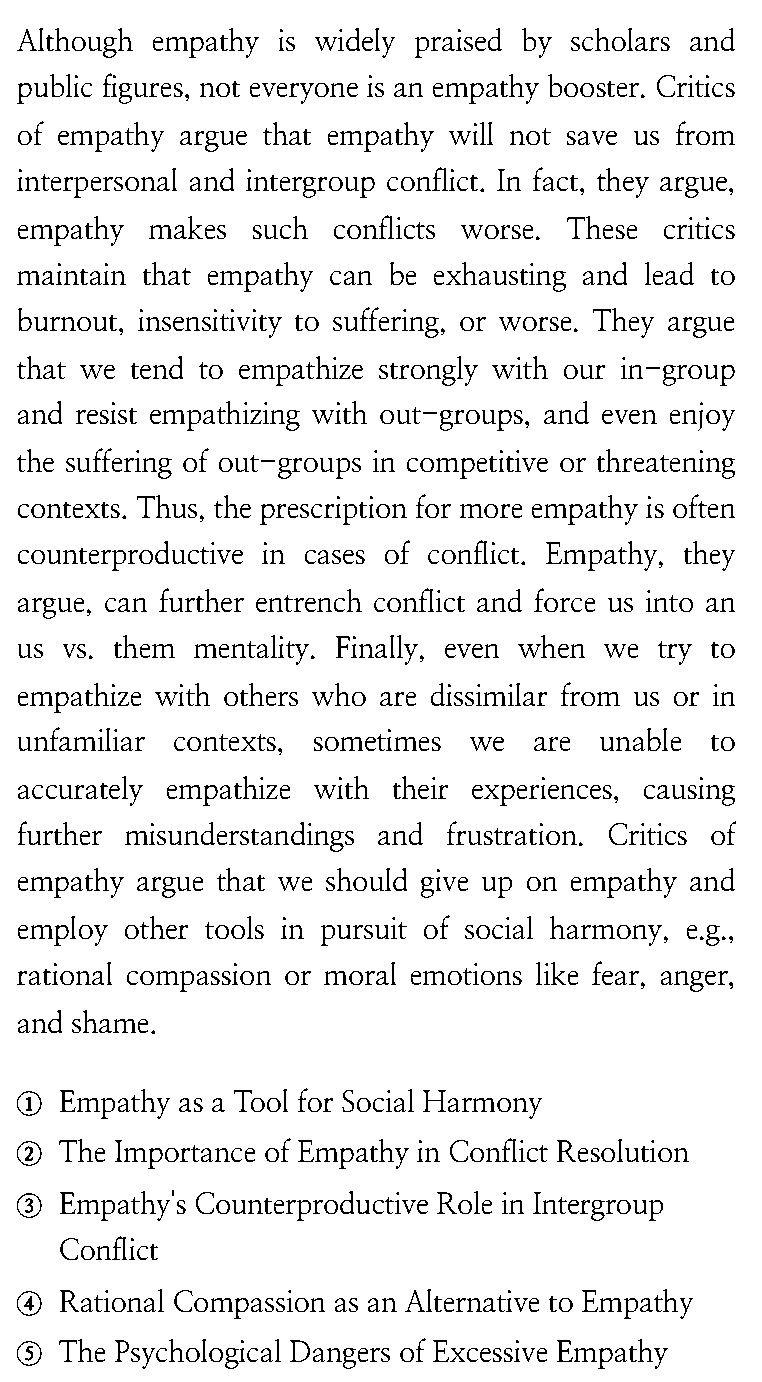 Although empathy is widely praised by scholars and
public figures, not everyone is an empathy booster. Critics
of empathy argue that empathy will not save us from
interpersonal and intergroup conflict. In fact, they argue,
empathy makes such conflicts worse. These critics
maintain that empathy can be exhausting and lead to
burnout, insensitivity to suffering, or worse. They argue
that we tend to empathize strongly with our in-group
and resist empathizing with out-groups, and even enjoy
the suffering of out-groups in competitive or threatening
contexts. Thus, the prescription for more empathy is often
counterproductive in cases of conflict. Empathy, they
argue, can further entrench conflict and force us into an
us vs. them mentality. Finally, even when we try to
empathize with others who are dissimilar from us or in
unfamiliar contexts, sometimes we are unable to
accurately empathize with their experiences, causing
further misunderstandings and frustration. Critics of
empathy argue that we should give up on empathy and
employ other tools in pursuit of social harmony, e.g.,
rational compassion or moral emotions like fear, anger,
and shame.
① Empathy as a Tool for Social Harmony
② The Importance of Empathy in Conflict Resolution
③ Empathy's Counterproductive Role in Intergroup
Conflict
④ Rational Compassion as an Alternative to Empathy
⑤ The Psychological Dangers of Excessive Empathy